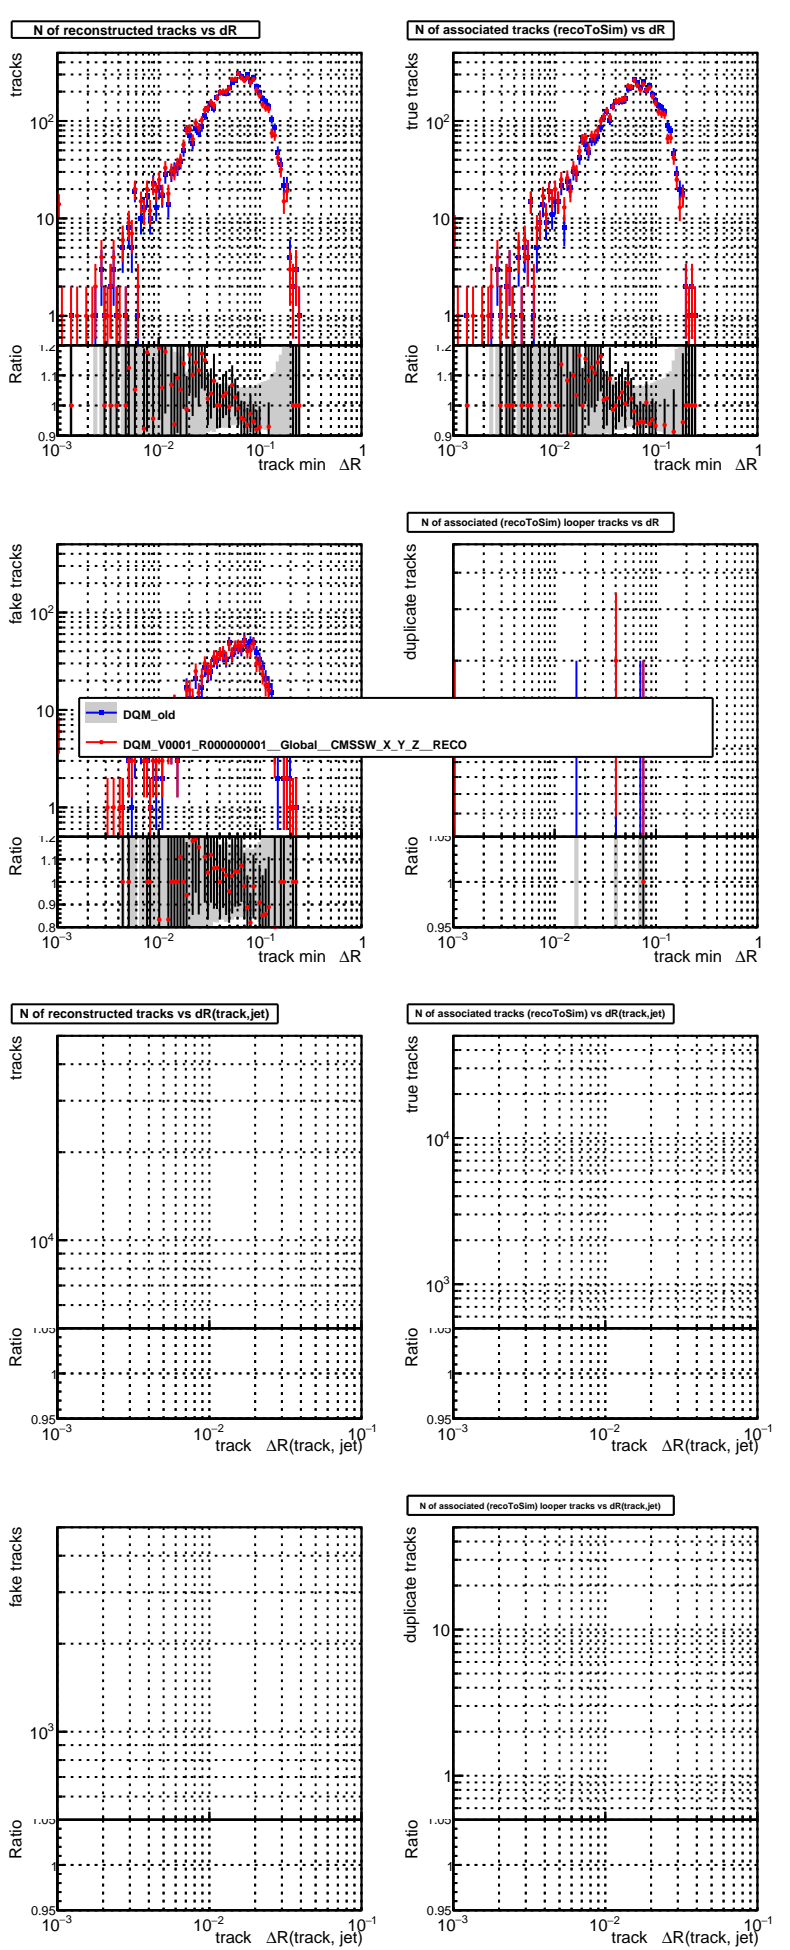 N of reconstructed tracks vs dR
tracks
10²
10
1
Ratio
1.2
1.1
1
0.9
10⁻³
10⁻²
10⁻¹
1
track min ΔR
N of associated tracks (recoToSim) vs dR
true tracks
10²
10
1
Ratio
1.2
1.1
1
0.9
10⁻³
10⁻²
10⁻¹
1
track min ΔR
fake tracks
10²
10
1
Ratio
1.2
1.1
1
0.9
0.8
10⁻³
10⁻²
10⁻¹
1
track min ΔR
N of associated (recoToSim) looper tracks vs dR
duplicate tracks
Ratio
1.05
1
0.95
10⁻³
10⁻²
10⁻¹
1
track min ΔR
DQM_old
DQM_V0001_R000000001__Global__CMSSW_X_Y_Z__RECO
N of reconstructed tracks vs dR(track,jet)
tracks
10⁴
Ratio
1.05
1
0.95
10⁻³
10⁻²
10⁻¹
track ΔR(track, jet)
N of associated tracks (recoToSim) vs dR(track,jet)
true tracks
10⁴
10³
Ratio
1.05
1
0.95
10⁻³
10⁻²
10⁻¹
track ΔR(track, jet)
fake tracks
10³
Ratio
1.05
1
0.95
10⁻³
10⁻²
10⁻¹
track ΔR(track, jet)
N of associated (recoToSim) looper tracks vs dR(track,jet)
duplicate tracks
10
1
Ratio
1.05
1
0.95
10⁻³
10⁻²
10⁻¹
track ΔR(track, jet)